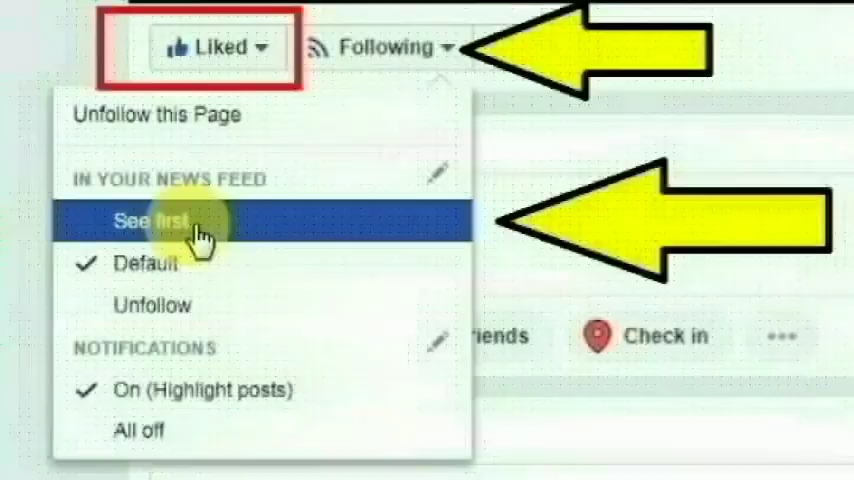 Liked Following
Unfollow this Page
IN YOUR NEWS FEED
See first
Default
Unfollow
NOTIFICATIONS
riends Check in
On (Highlight posts)
All off